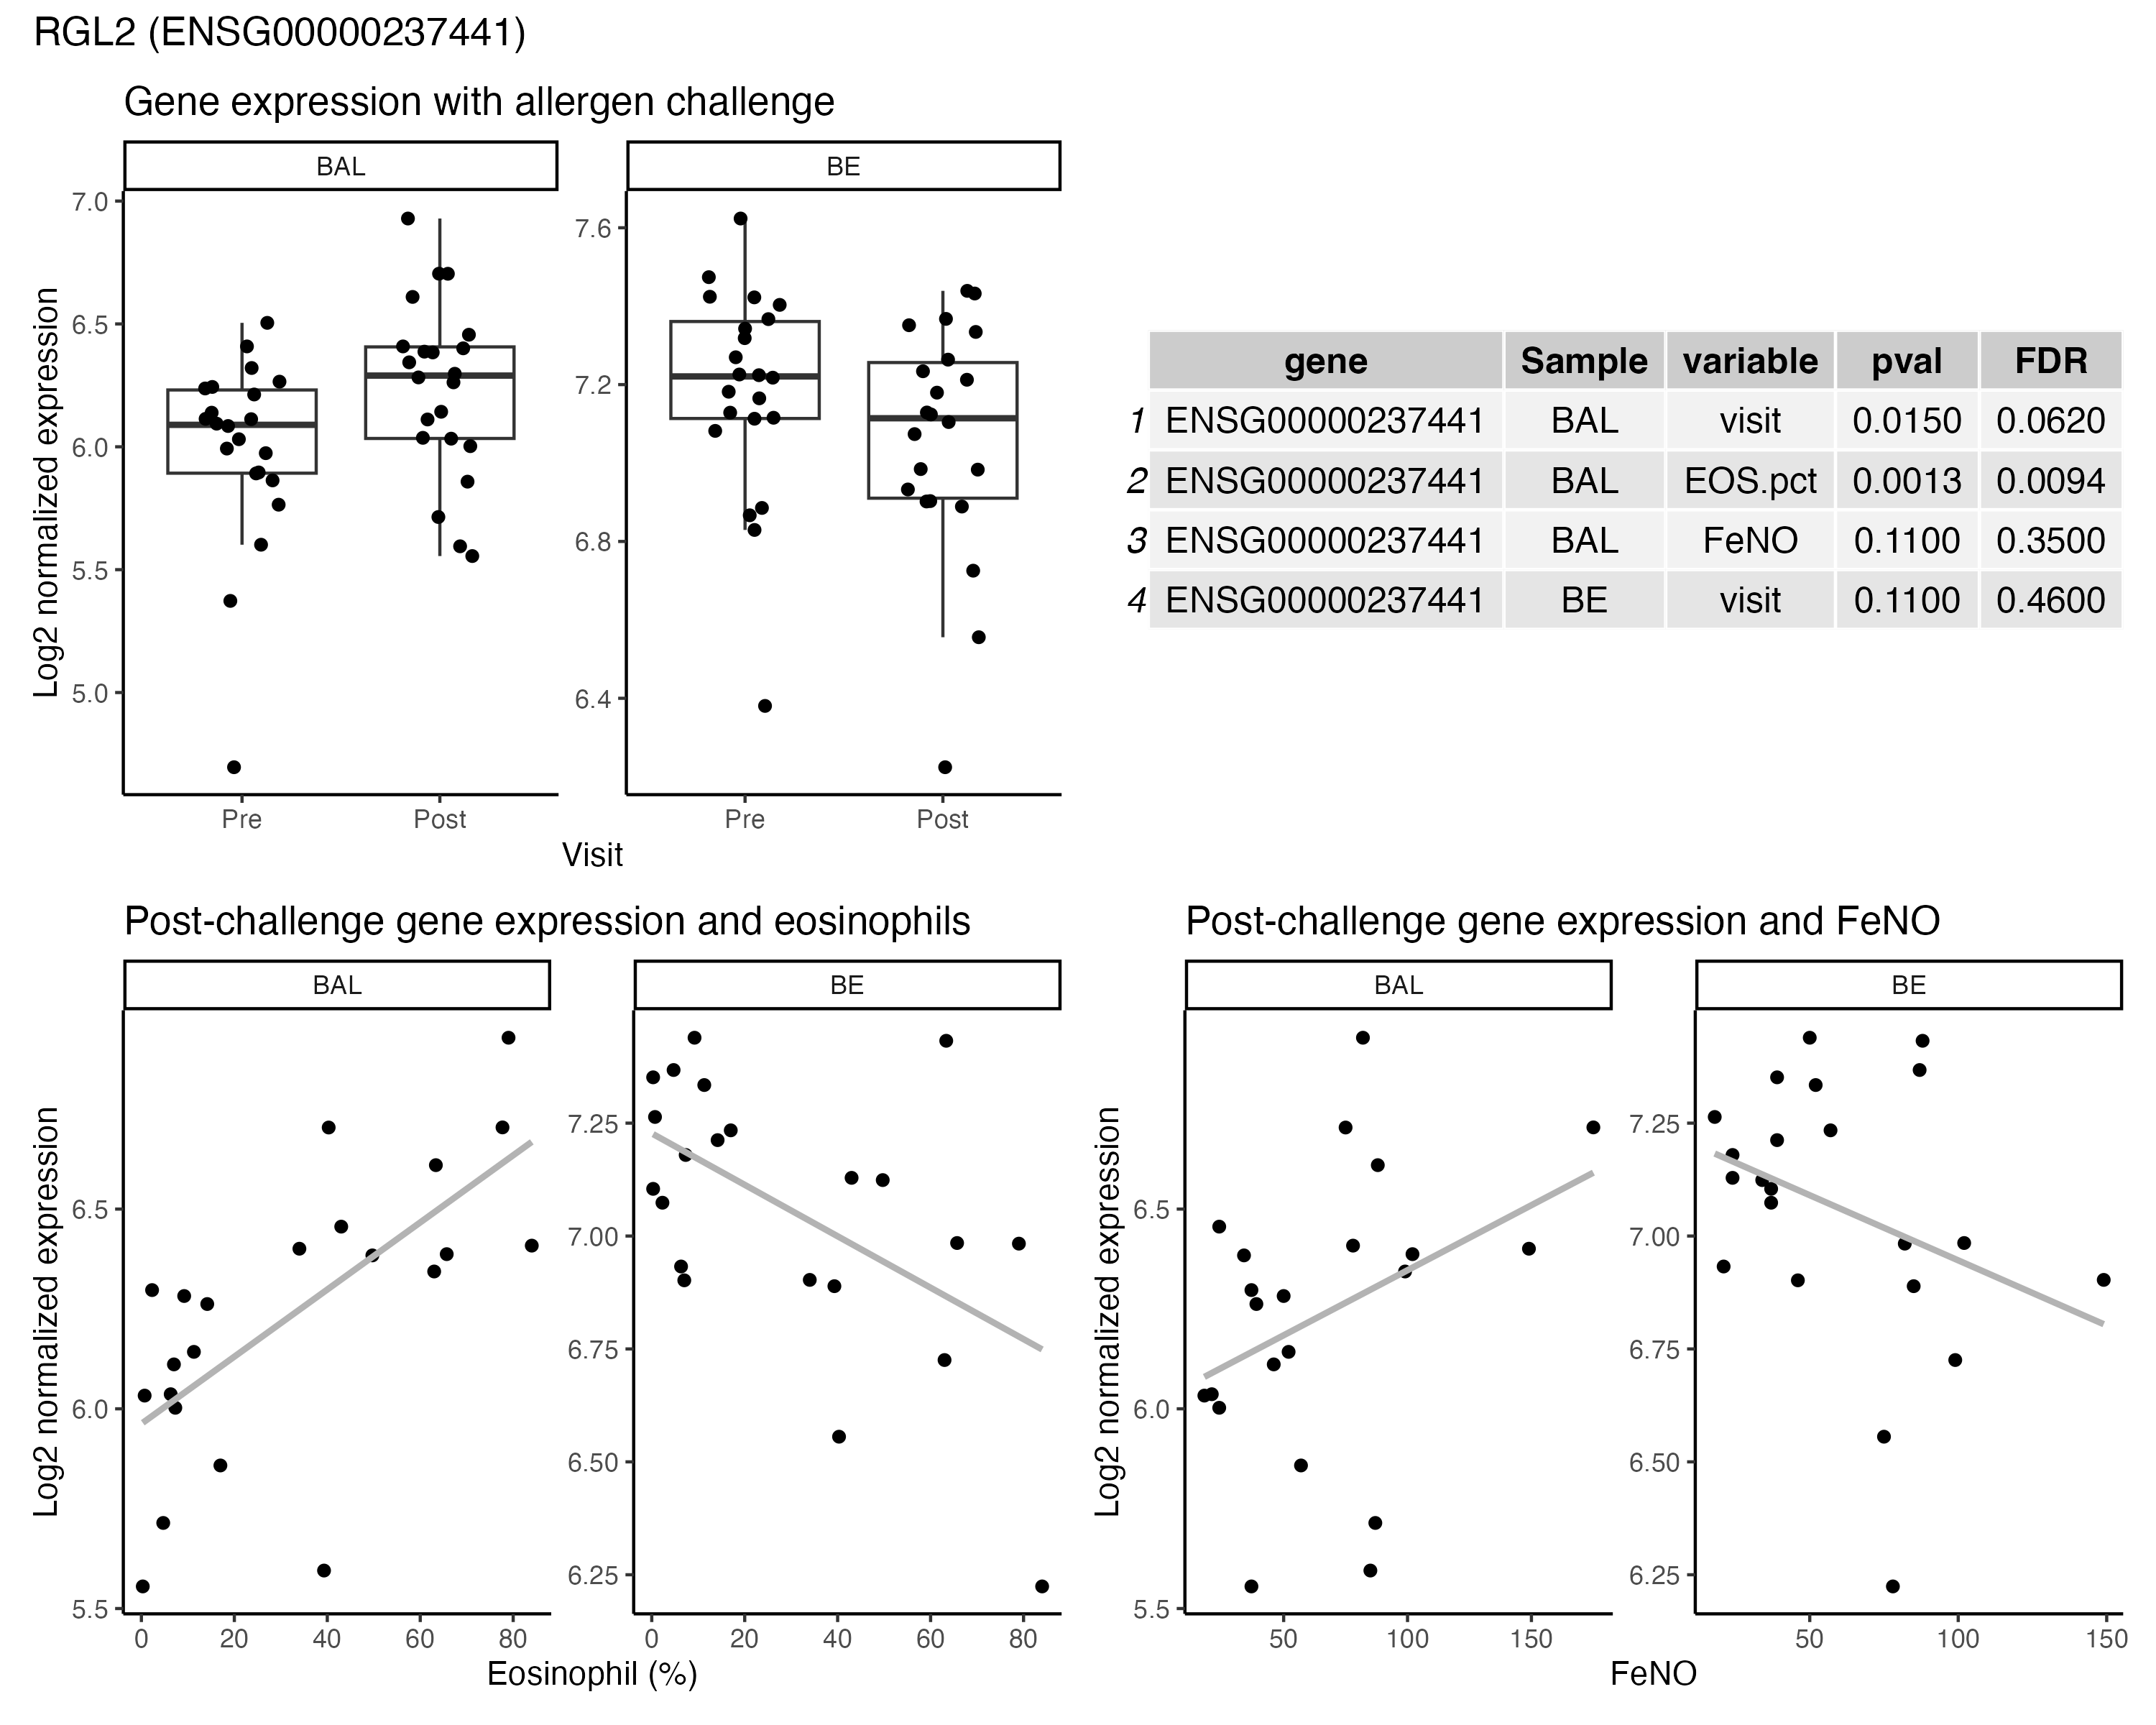 RGL2 (ENSG00000237441)
Gene expression with allergen challenge
BAL
BE
Log2 normalized expression
7.0
6.5
6.0
5.5
5.0
7.6
7.2
6.8
6.4
Pre
Post
Pre
Post
Visit
gene Sample variable pval FDR
1 ENSG00000237441 BAL visit 0.0150 0.0620
2 ENSG00000237441 BAL EOS.pct 0.0013 0.0094
3 ENSG00000237441 BAL FeNO 0.1100 0.3500
4 ENSG00000237441 BE visit 0.1100 0.4600
Post-challenge gene expression and eosinophils
BAL
BE
Log2 normalized expression
6.5
6.0
5.5
7.25
7.00
6.75
6.50
6.25
0 20 40 60 80
0 20 40 60 80
Eosinophil (%)
Post-challenge gene expression and FeNO
BAL
BE
Log2 normalized expression
6.5
6.0
5.5
7.25
7.00
6.75
6.50
6.25
50 100 150
50 100 150
FeNO